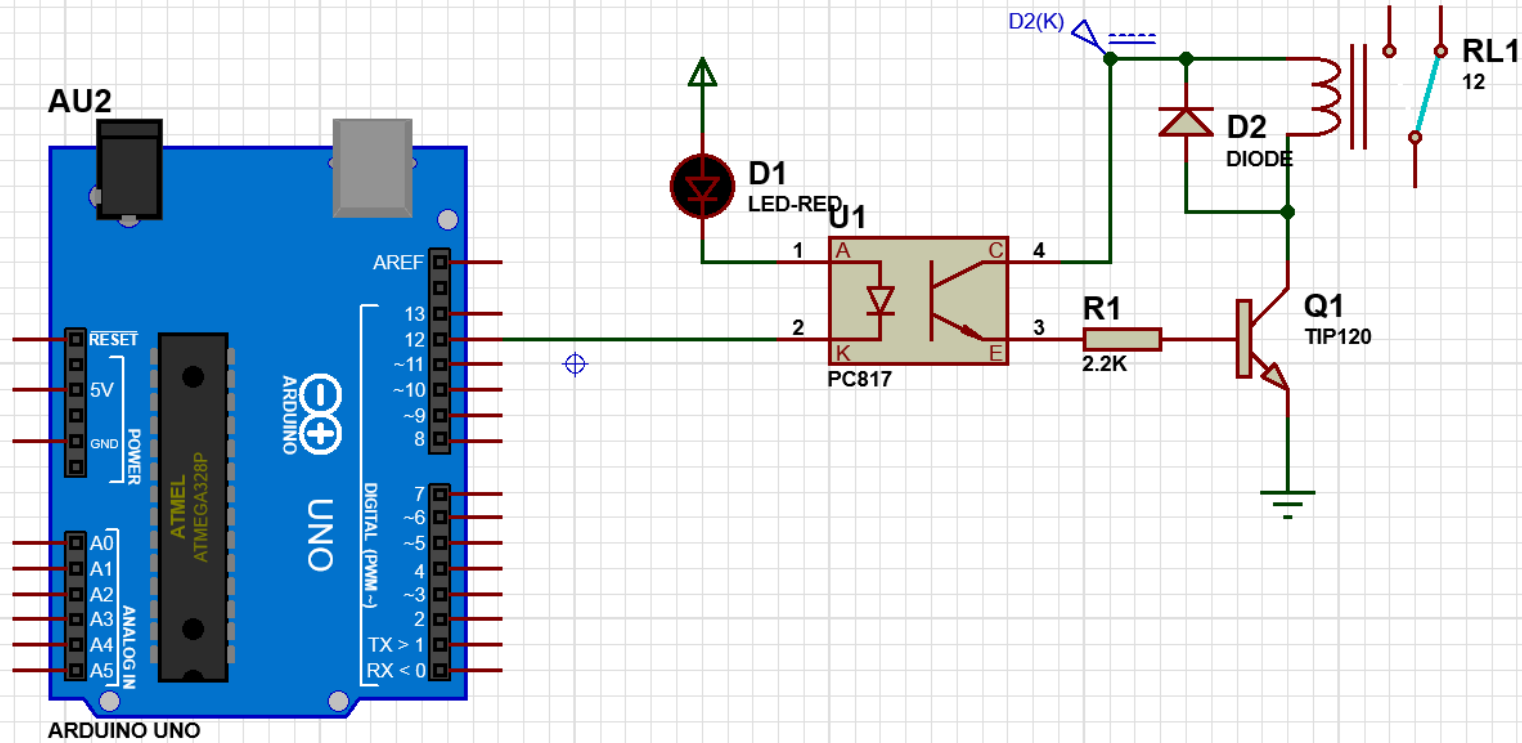 D2(K)
RL1
12
AU2
D2
DIODE
D1
LED-RED
U1
1
A
C
4
2
K
E
3
PC817
R1
2.2K
Q1
TIP120
AREF
13
12
~11
~10
~9
8
RESET
5V
GND
POWER
ARDUINO
ATMEL
ATMEGA328P
UNO
DIGITAL (PWM~)
7
~6
~5
4
~3
2
TX > 1
RX < 0
A0
A1
A2
A3
A4
A5
ANALOG IN
ARDUINO UNO